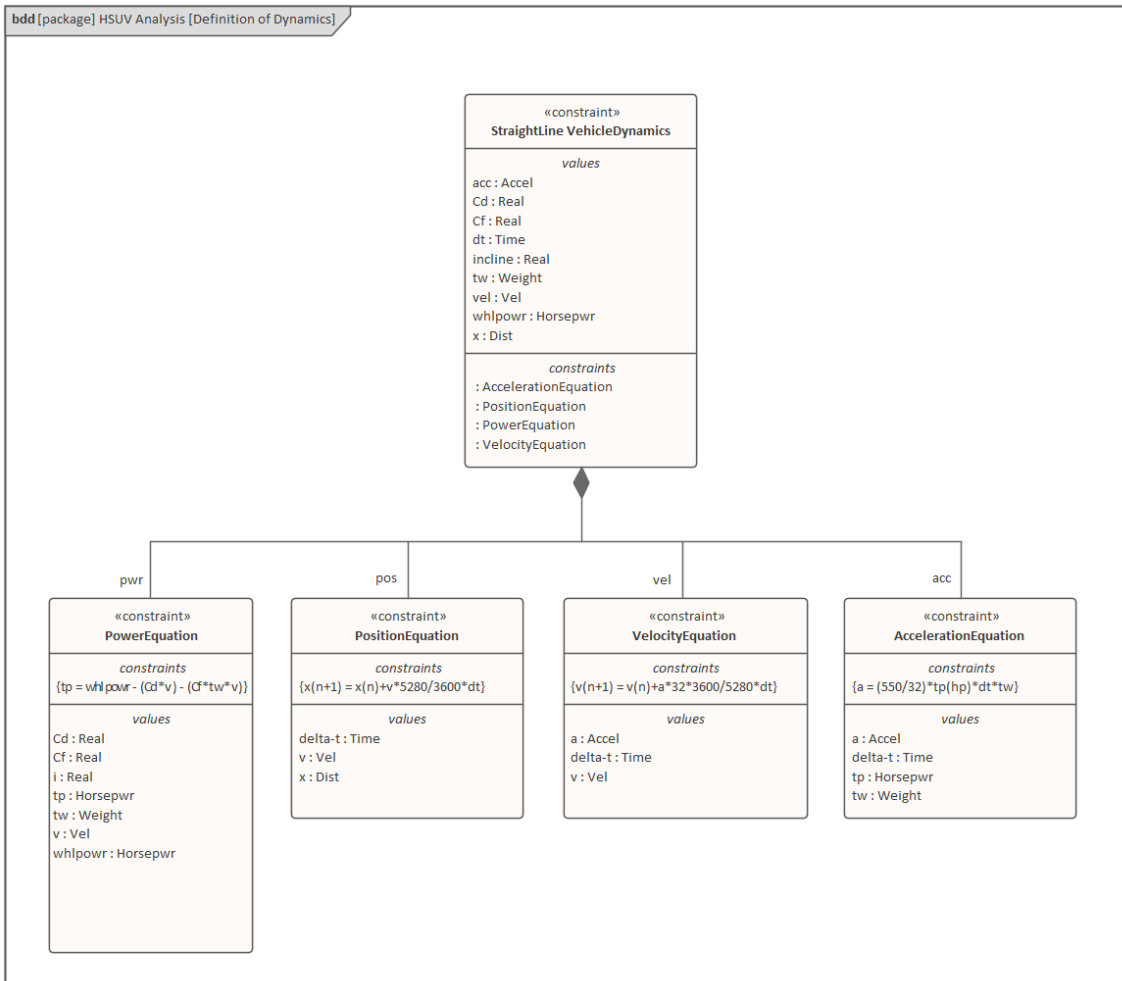 bdd [package] HSUV Analysis [Definition of Dynamics]
«constraint»
StraightLine VehicleDynamics
values
acc : Accel
Cd : Real
Cf : Real
dt : Time
incline : Real
tw : Weight
vel : Vel
whlpowr : Horsepwr
x : Dist
constraints
: AccelerationEquation
: PositionEquation
: PowerEquation
: VelocityEquation
pwr
pos
vel
acc
«constraint»
PowerEquation
constraints
{tp = whlpowr - (Cd*v) - (Cf*tw*v)}
values
Cd : Real
Cf : Real
i : Real
tp : Horsepwr
tw : Weight
v : Vel
whlpowr : Horsepwr
«constraint»
PositionEquation
constraints
{x(n+1) = x(n)+v*5280/3600*dt}
values
delta-t : Time
v : Vel
x : Dist
«constraint»
VelocityEquation
constraints
{v(n+1) = v(n)+a*32*3600/5280*dt}
values
a : Accel
delta-t : Time
v : Vel
«constraint»
AccelerationEquation
constraints
{a = (550/32)*tp(hp)*dt*tw}
values
a : Accel
delta-t : Time
tp : Horsepwr
tw : Weight